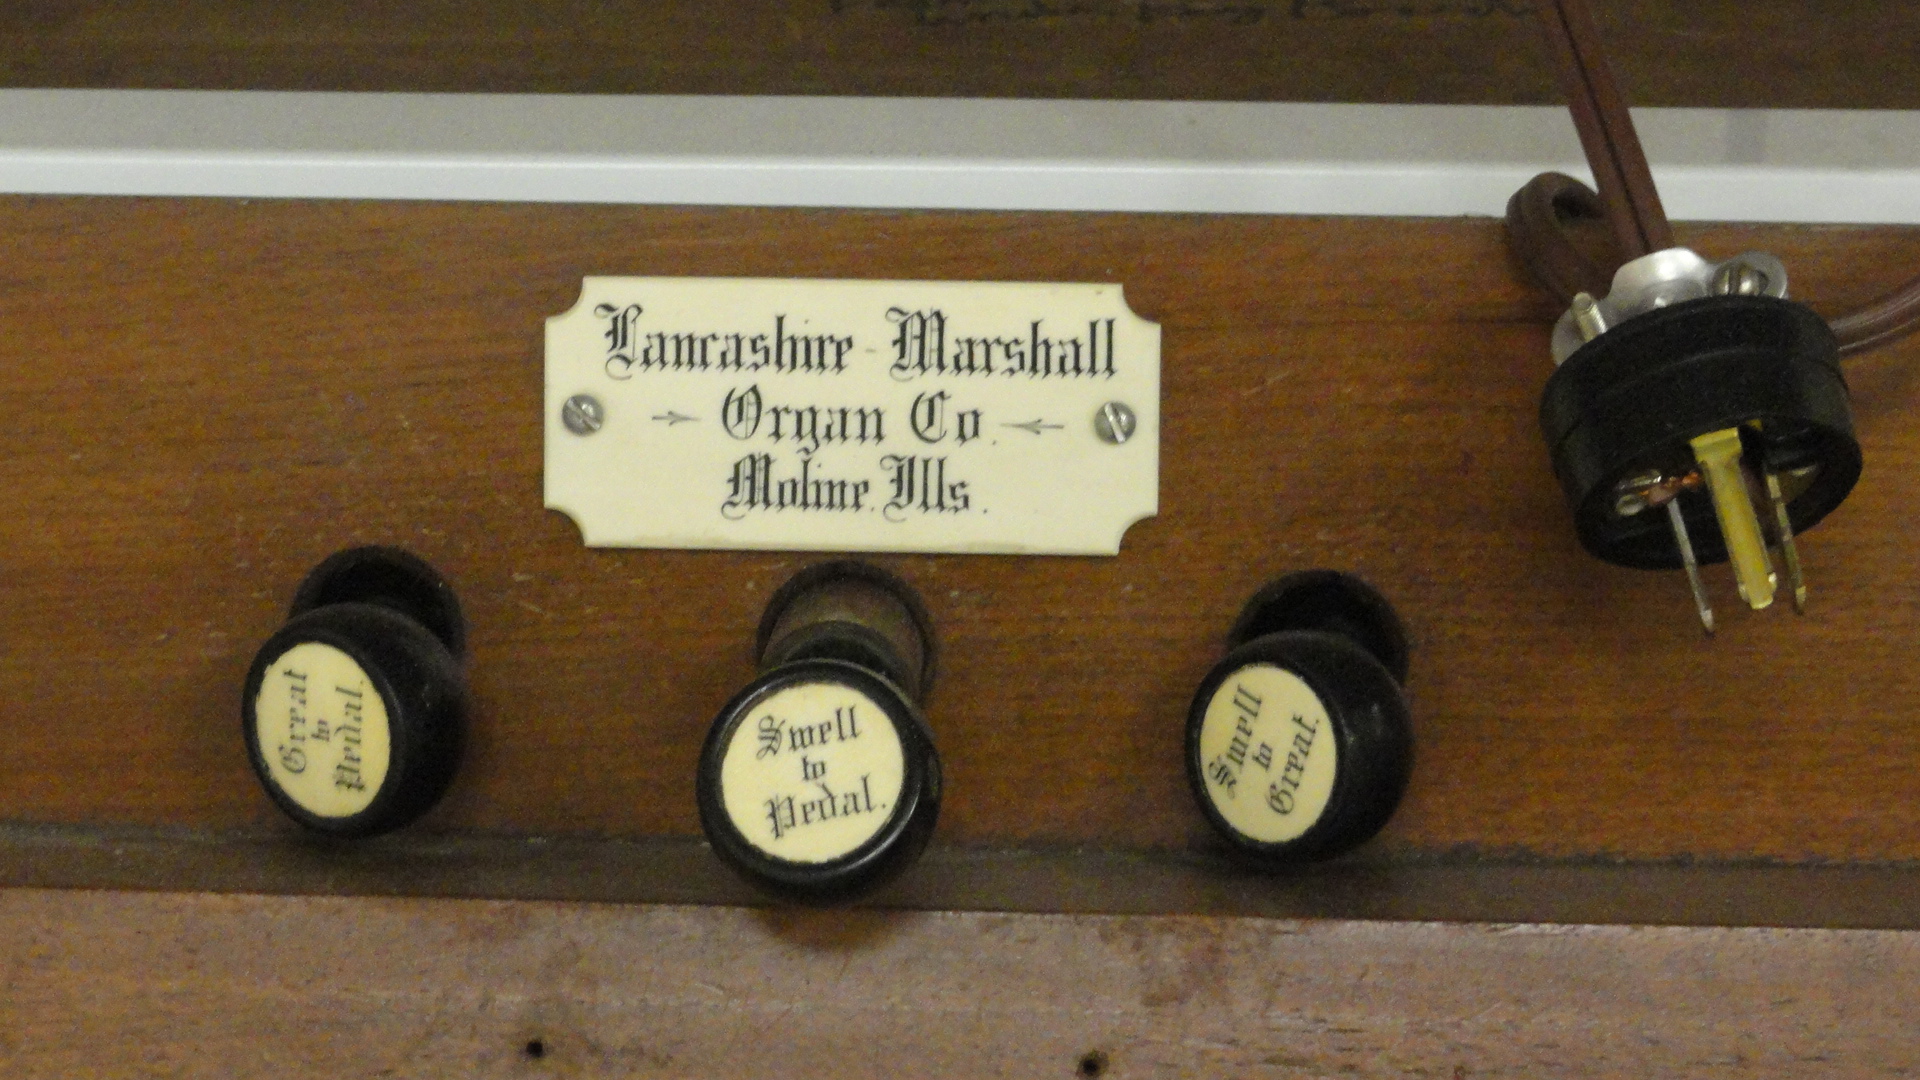 Lancashire - Marshall
Organ Co.
Moline. Ills.
Great
to
Pedal.
Swell
to
Pedal.
Swell
to
Great.